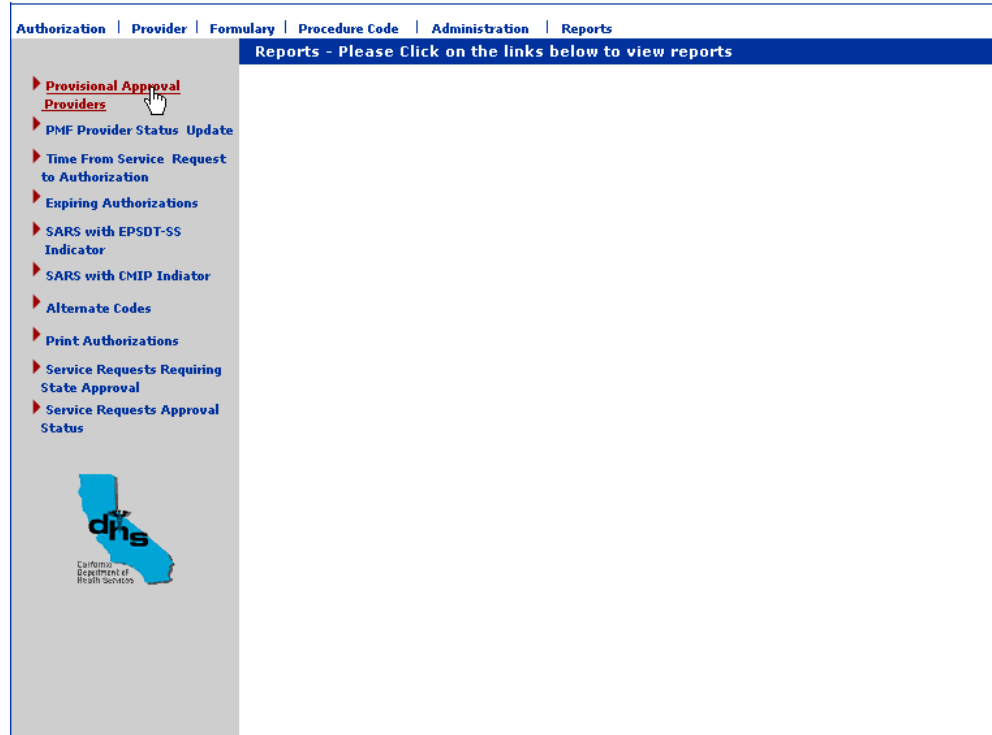 Authorization | Provider | Formulary | Procedure Code | Administration | Reports
Reports - Please Click on the links below to view reports
Provisional Approval
Providers
PMF Provider Status Update
Time From Service Request
to Authorization
Expiring Authorizations
SARS with EPSDT-SS
Indicator
SARS with CMIP Indiator
Alternate Codes
Print Authorizations
Service Requests Requiring
State Approval
Service Requests Approval
Status
dhs
California
Department of
Health Services